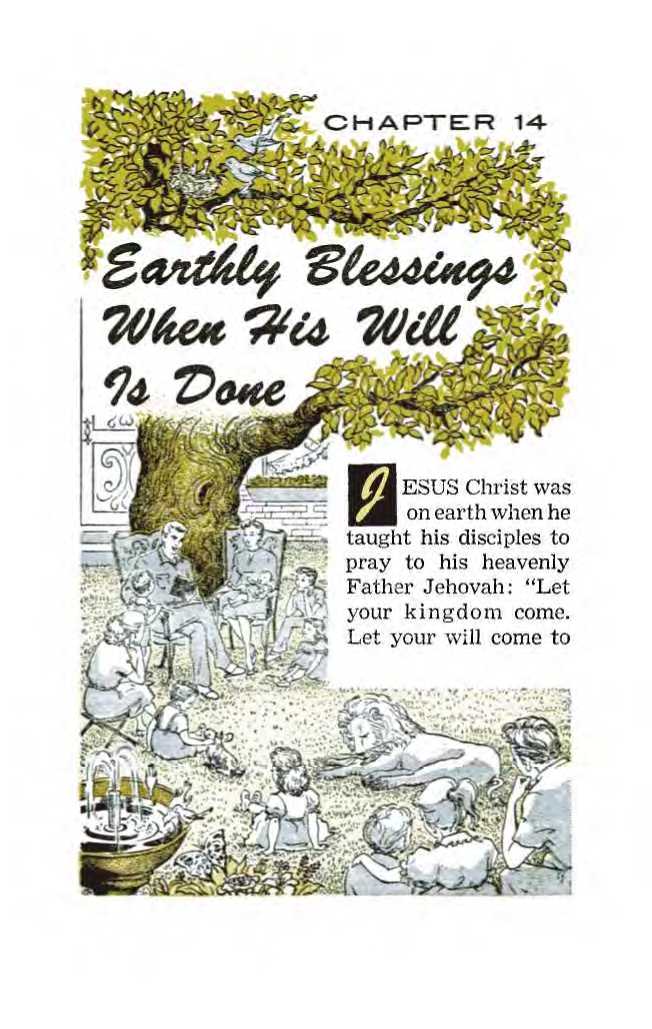 CHAPTER 14
Earthly Blessings
When His Will
Is Done
JESUS Christ was
on earth when he
taught his disciples to
pray to his heavenly
Father Jehovah: “Let
your kingdom come.
Let your will come to